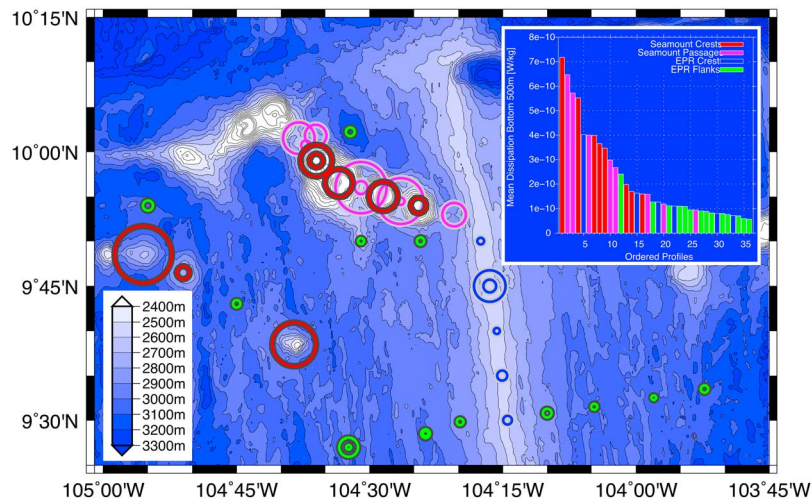 10°15'N
10°00'N
9°45'N
9°30'N
105°00'W 104°45'W 104°30'W 104°15'W 104°00'W 103°45'W
2400m
2500m
2600m
2700m
2800m
2900m
3000m
3100m
3200m
3300m
Mean Dissipation Bottom 500m [W/kg]
8e−10
7e−10
6e−10
5e−10
4e−10
3e−10
2e−10
1e−10
0
Seamount Crests
Seamount Passages
EPR Crest
EPR Flanks
5 10 15 20 25 30 35
Ordered Profiles